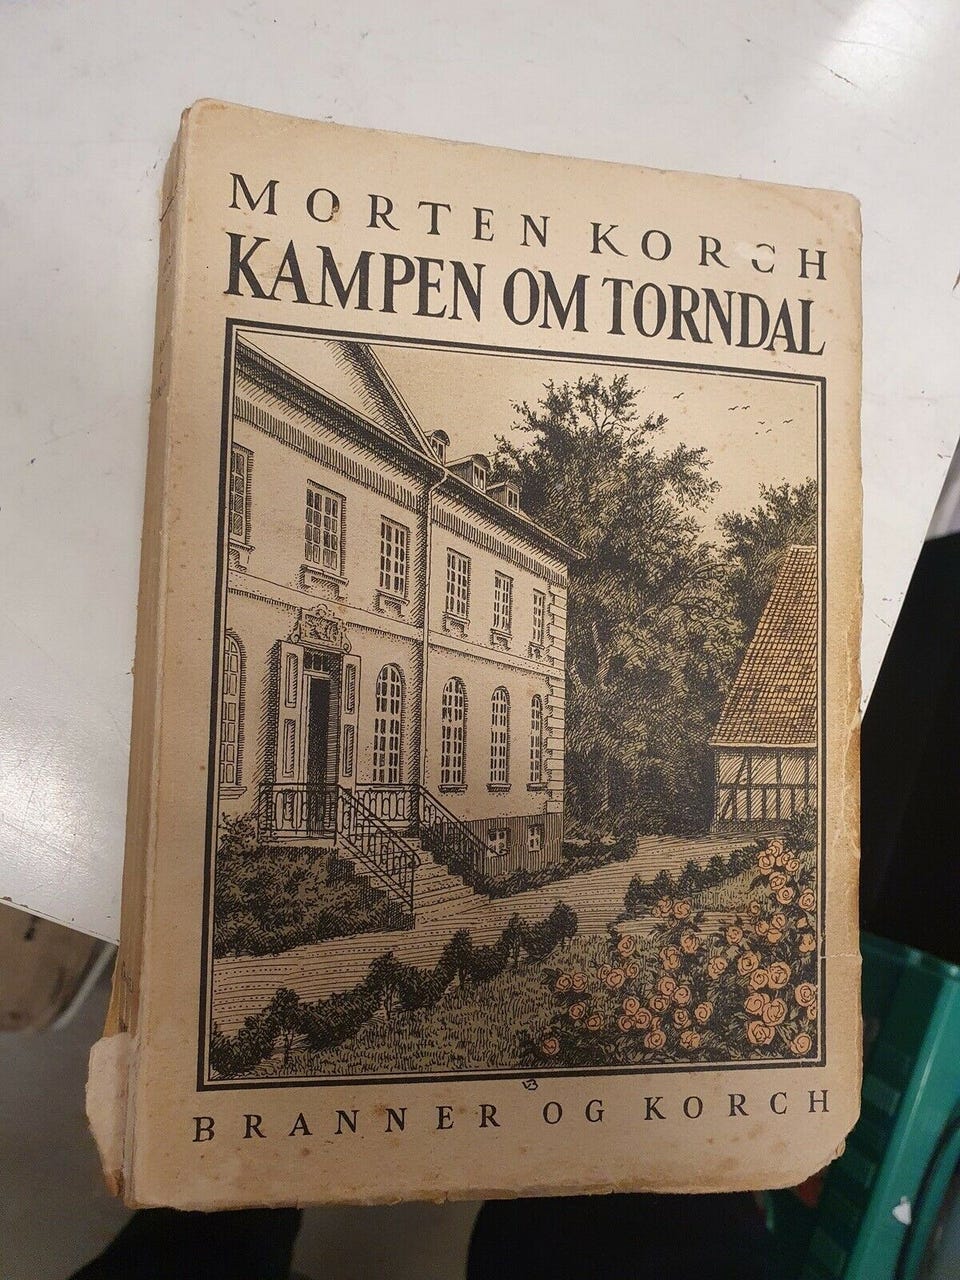 MORTEN KORCH
KAMPEN OM TORNDAL
BRANNER OG KORCH